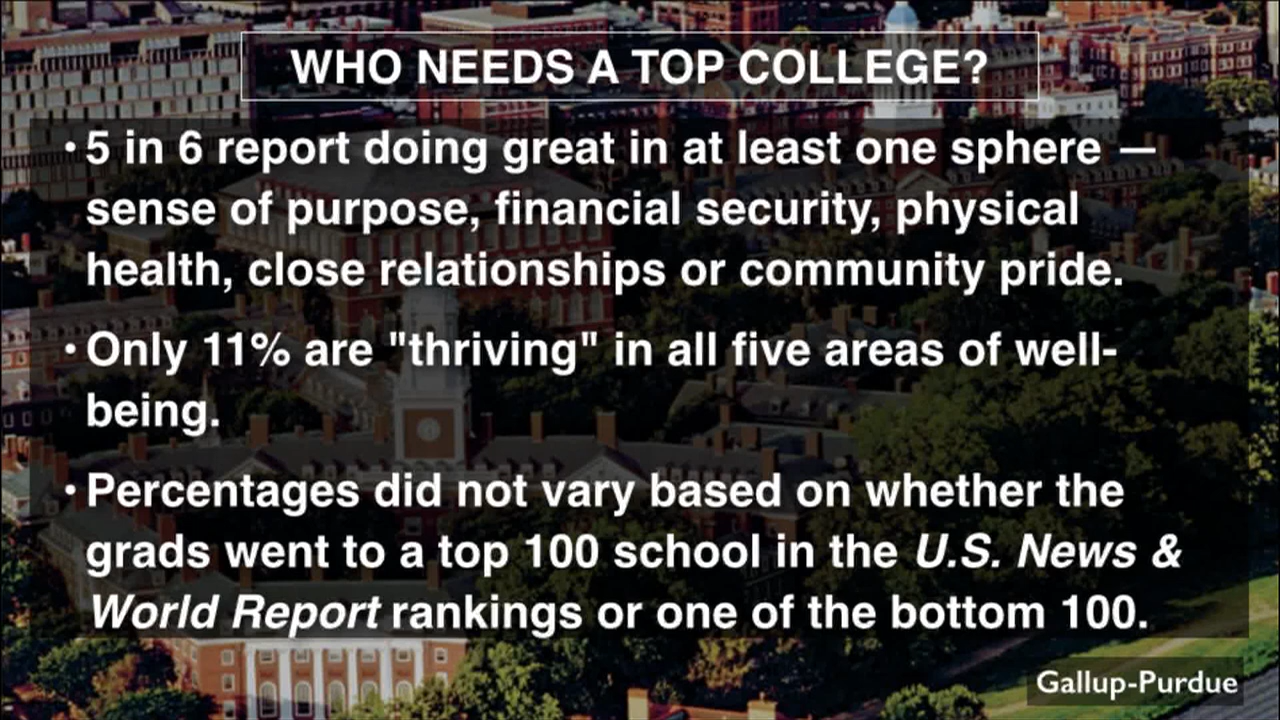 WHO NEEDS A TOP COLLEGE?
• 5 in 6 report doing great in at least one sphere —
sense of purpose, financial security, physical
health, close relationships or community pride.
• Only 11% are "thriving" in all five areas of well-
being.
• Percentages did not vary based on whether the
grads went to a top 100 school in the U.S. News &
World Report rankings or one of the bottom 100.
Gallup-Purdue